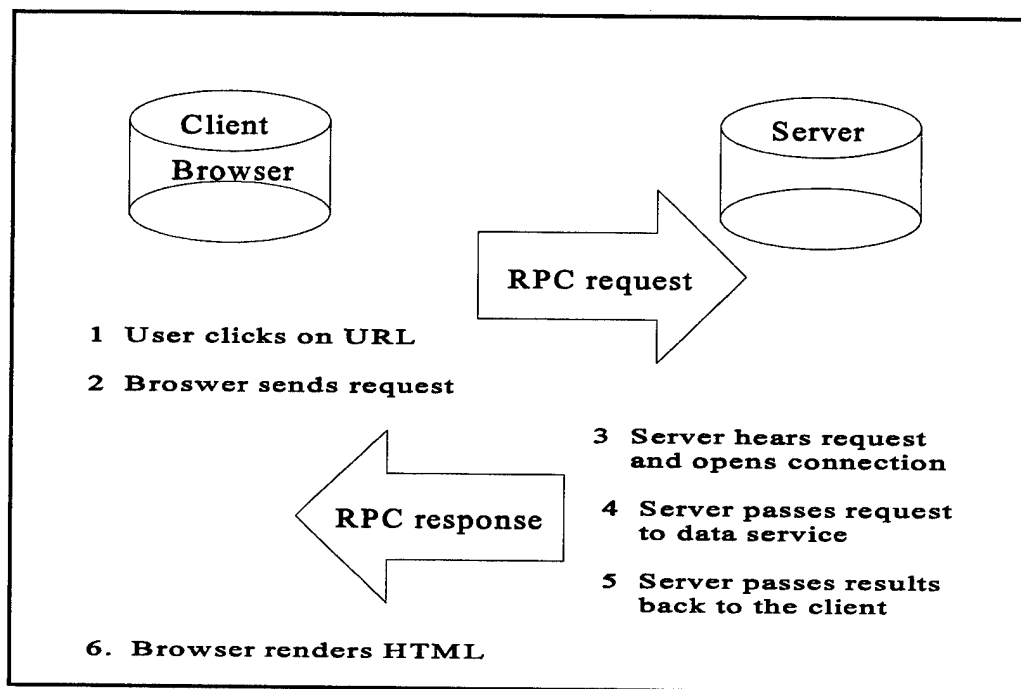 Client
Browser
Server
RPC request
1 User clicks on URL
2 Broswer sends request
3 Server hears request
and opens connection
RPC response
4 Server passes request
to data service
5 Server passes results
back to the client
6. Browser renders HTML